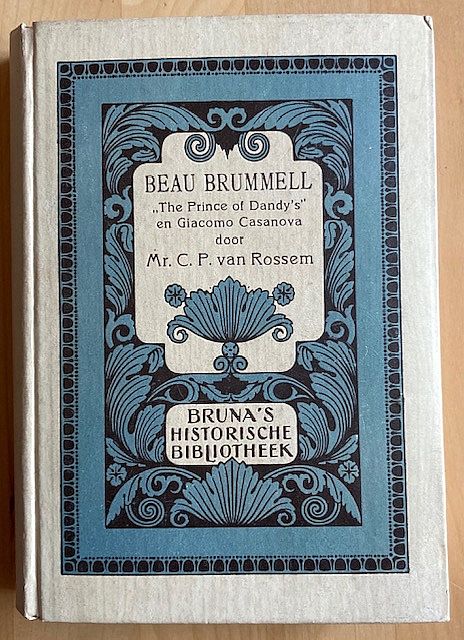 BEAU BRUMMELL
„The Prince of Dandy's"
en Giacomo Casanova
door
Mr. C. P. van Rossem
BRUNA'S
HISTORISCHE
BIBLIOTHEEK